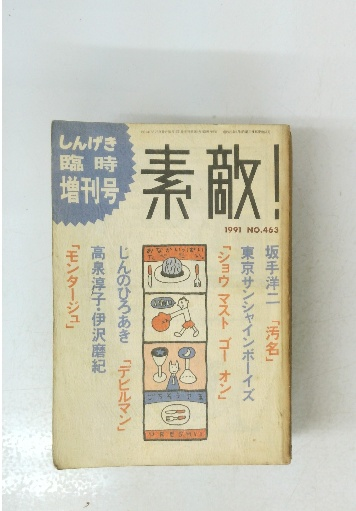 しんげき
臨時
増刊号
素敵!
1991 NO.463
坂手洋二「汚名」
東京サンシャインボーイズ
「ショウ マスト ゴー オン」
じんのひろあき「デビルマン」
高泉淳子・伊沢磨紀
「モンタージュ」